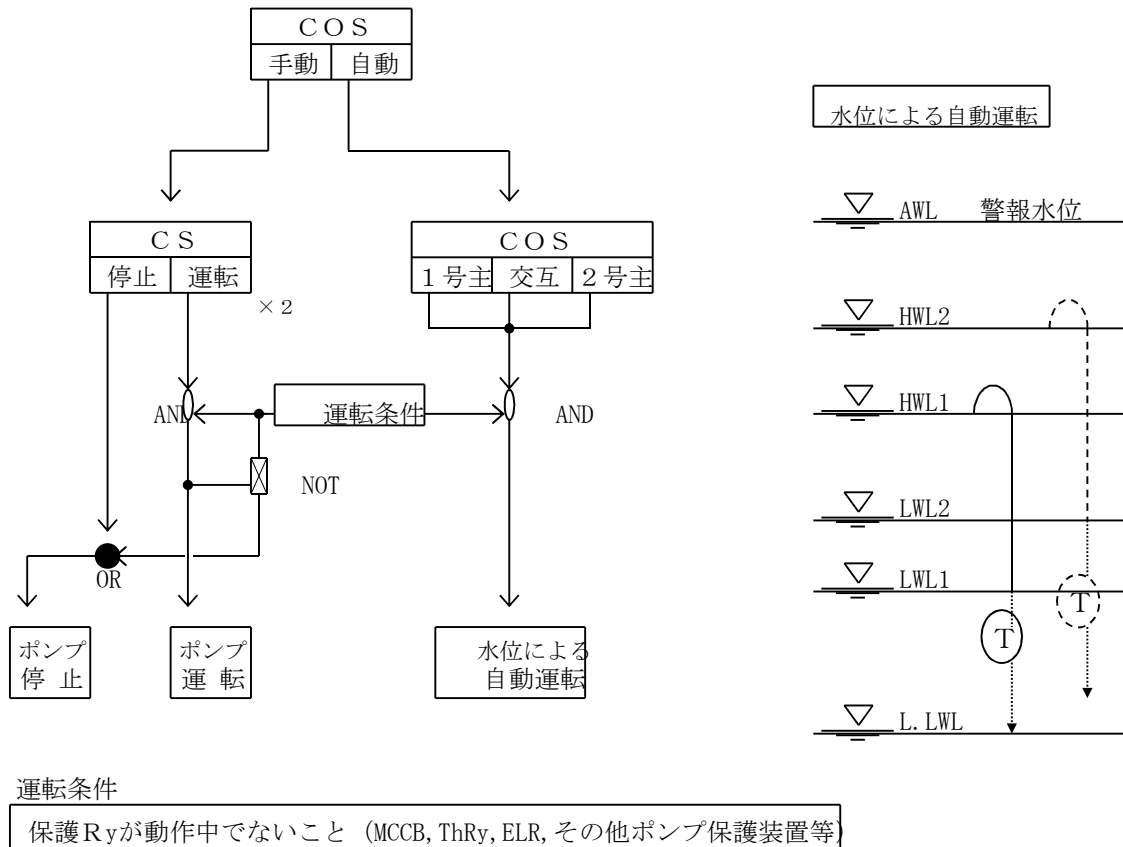 ＣＯＳ
手動 自動
水位による自動運転
AWL 警報水位
ＣＳ
停止 運転
×２
ＣＯＳ
１号主 交互 ２号主
HWL2
AND
運転条件
AND
HWL1
NOT
LWL2
OR
LWL1
T
T
ポンプ
停 止
ポンプ
運 転
水位による
自動運転
L.LWL
運転条件
保護Ｒyが動作中でないこと（MCCB,ThRy,ELR,その他ポンプ保護装置等）